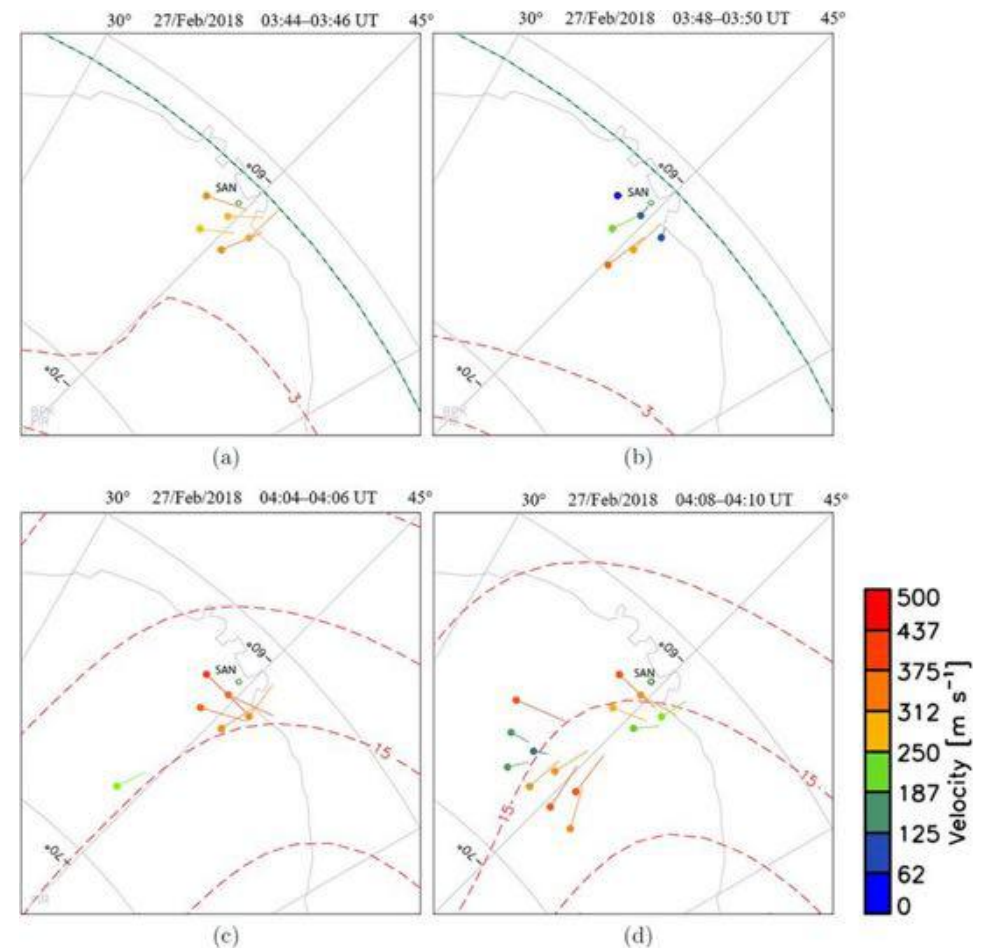 30° 27/Feb/2018 03:44–03:46 UT 45°
30° 27/Feb/2018 03:48–03:50 UT 45°
-60°
SAN
-70°
3
-60°
SAN
-70°
3
(a)
(b)
30° 27/Feb/2018 04:04–04:06 UT 45°
30° 27/Feb/2018 04:08–04:10 UT 45°
-60°
SAN
15
-70°
-60°
SAN
15
15
-70°
500
437
375
312
250
187
125
62
0
Velocity [m s⁻¹]
(c)
(d)